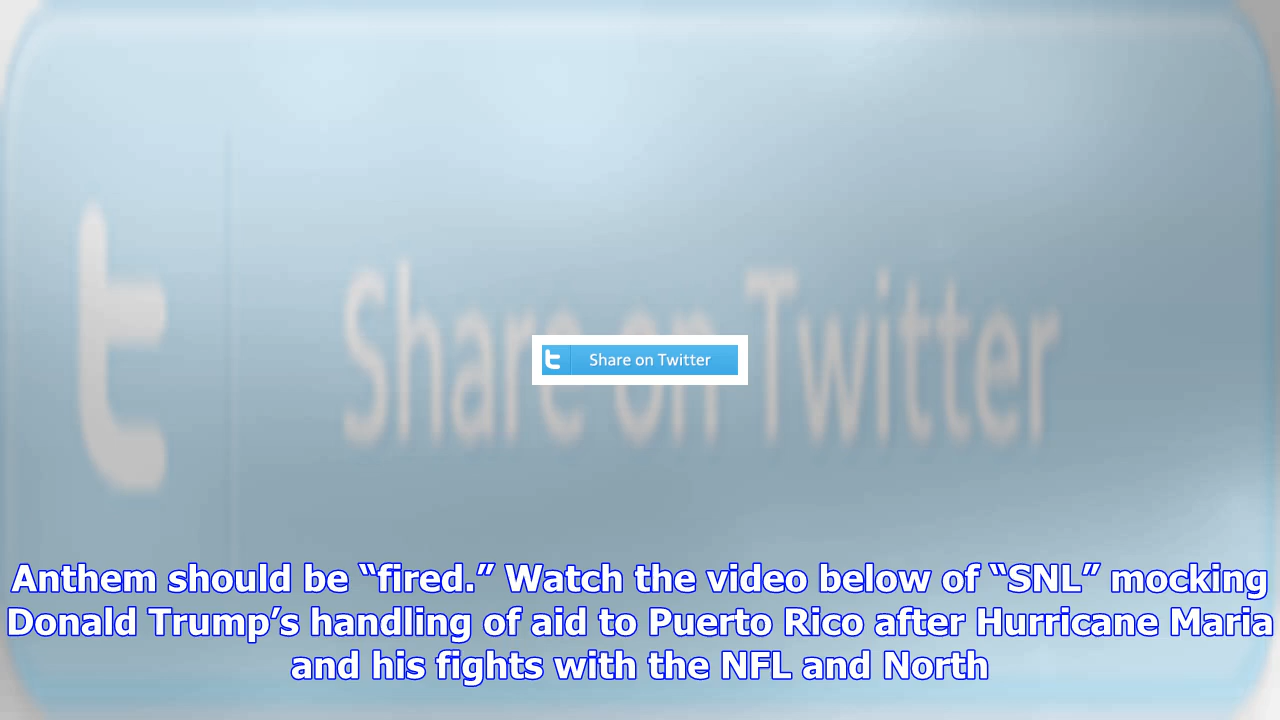 t Share on Twitter
t Share on Twitter
Anthem should be “fired.” Watch the video below of “SNL” mocking
Donald Trump’s handling of aid to Puerto Rico after Hurricane Maria
and his fights with the NFL and North